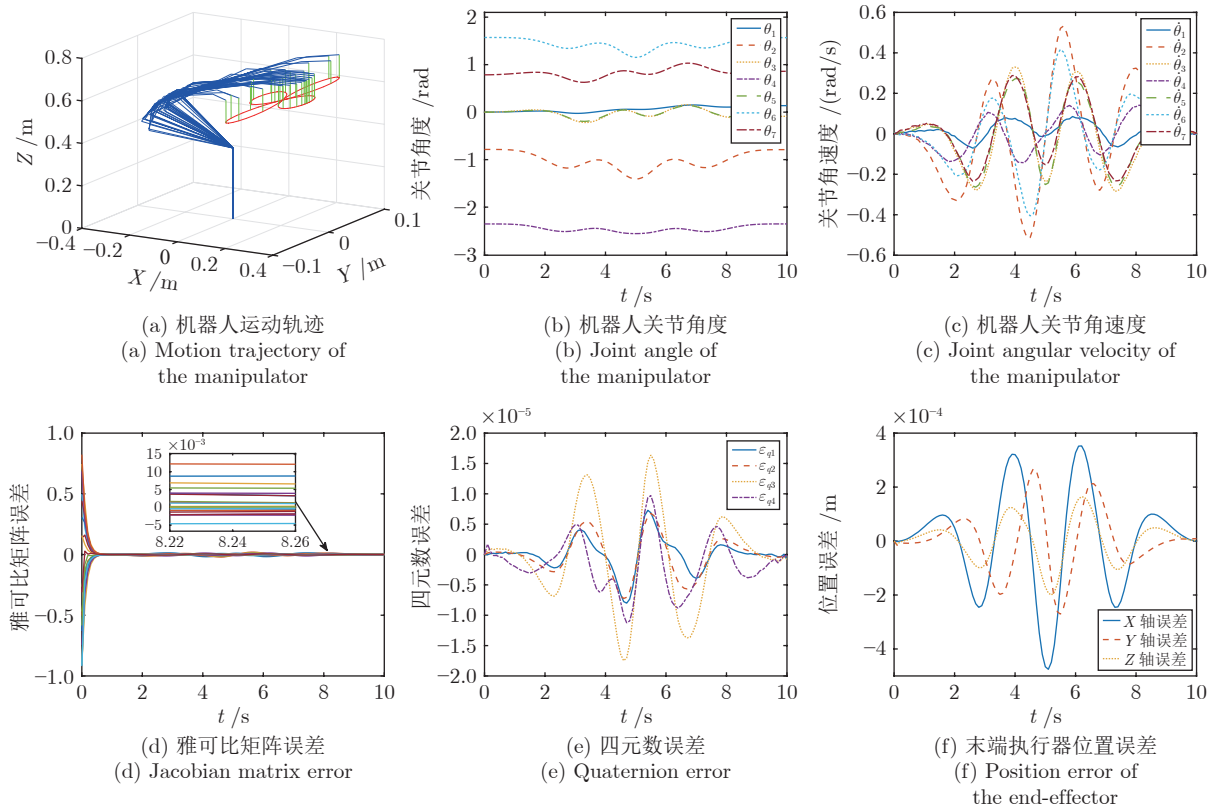 0.8
0.6
0.4
0.2
0
Z /m
−0.4
−0.2
0
0.2
0.4
X /m
−0.1
0
0.1
Y /m
(a) 机器人运动轨迹
(a) Motion trajectory of
the manipulator
2
1
0
−1
−2
−3
关节角度 /rad
0 2 4 6 8 10
t /s
θ1
θ2
θ3
θ4
θ5
θ6
θ7
(b) 机器人关节角度
(b) Joint angle of
the manipulator
0.6
0.4
0.2
0
−0.2
−0.4
−0.6
关节角速度 /(rad/s)
0 2 4 6 8 10
t /s
θ̇1
θ̇2
θ̇3
θ̇4
θ̇5
θ̇6
θ̇7
(c) 机器人关节角速度
(c) Joint angular velocity of
the manipulator
1.0
0.5
0
−0.5
−1.0
雅可比矩阵误差
×10−3
15
10
5
0
−5
8.22 8.24 8.26
0 2 4 6 8 10
t /s
(d) 雅可比矩阵误差
(d) Jacobian matrix error
×10−5
2.0
1.5
1.0
0.5
0
−0.5
−1.0
−1.5
−2.0
四元数误差
0 2 4 6 8 10
t /s
εq1
εq2
εq3
εq4
(e) 四元数误差
(e) Quaternion error
×10−4
4
2
0
−2
−4
位置误差 /m
0 2 4 6 8 10
t /s
X 轴误差
Y 轴误差
Z 轴误差
(f) 末端执行器位置误差
(f) Position error of
the end-effector